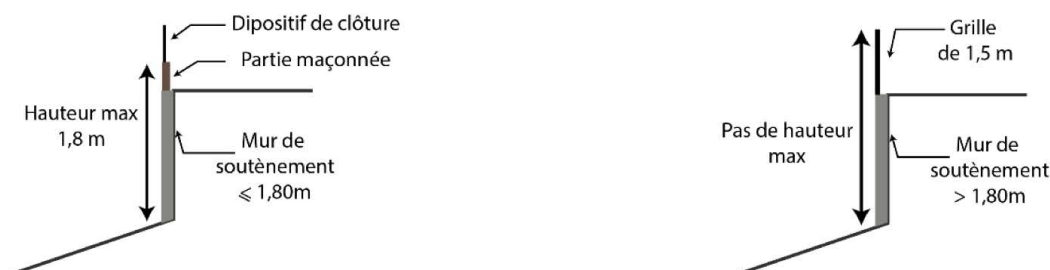 Dipositif de clôture
Partie maçonnée
Hauteur max
1,8 m
Mur de
soutènement
⩽ 1,80m
Grille
de 1,5 m
Pas de hauteur
max
Mur de
soutènement
> 1,80m